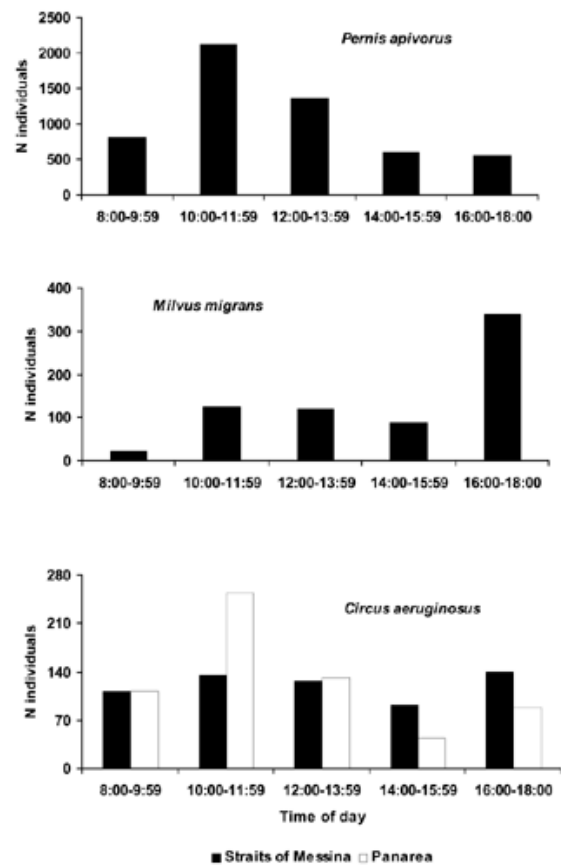 Pernis apivorus
N individuals
2500
2000
1500
1000
500
0
8:00-9:59 10:00-11:59 12:00-13:59 14:00-15:59 16:00-18:00
Milvus migrans
N individuals
400
300
200
100
0
8:00-9:59 10:00-11:59 12:00-13:59 14:00-15:59 16:00-18:00
Circus aeruginosus
N individuals
280
210
140
70
0
8:00-9:59 10:00-11:59 12:00-13:59 14:00-15:59 16:00-18:00
Time of day
Straits of Messina Panarea